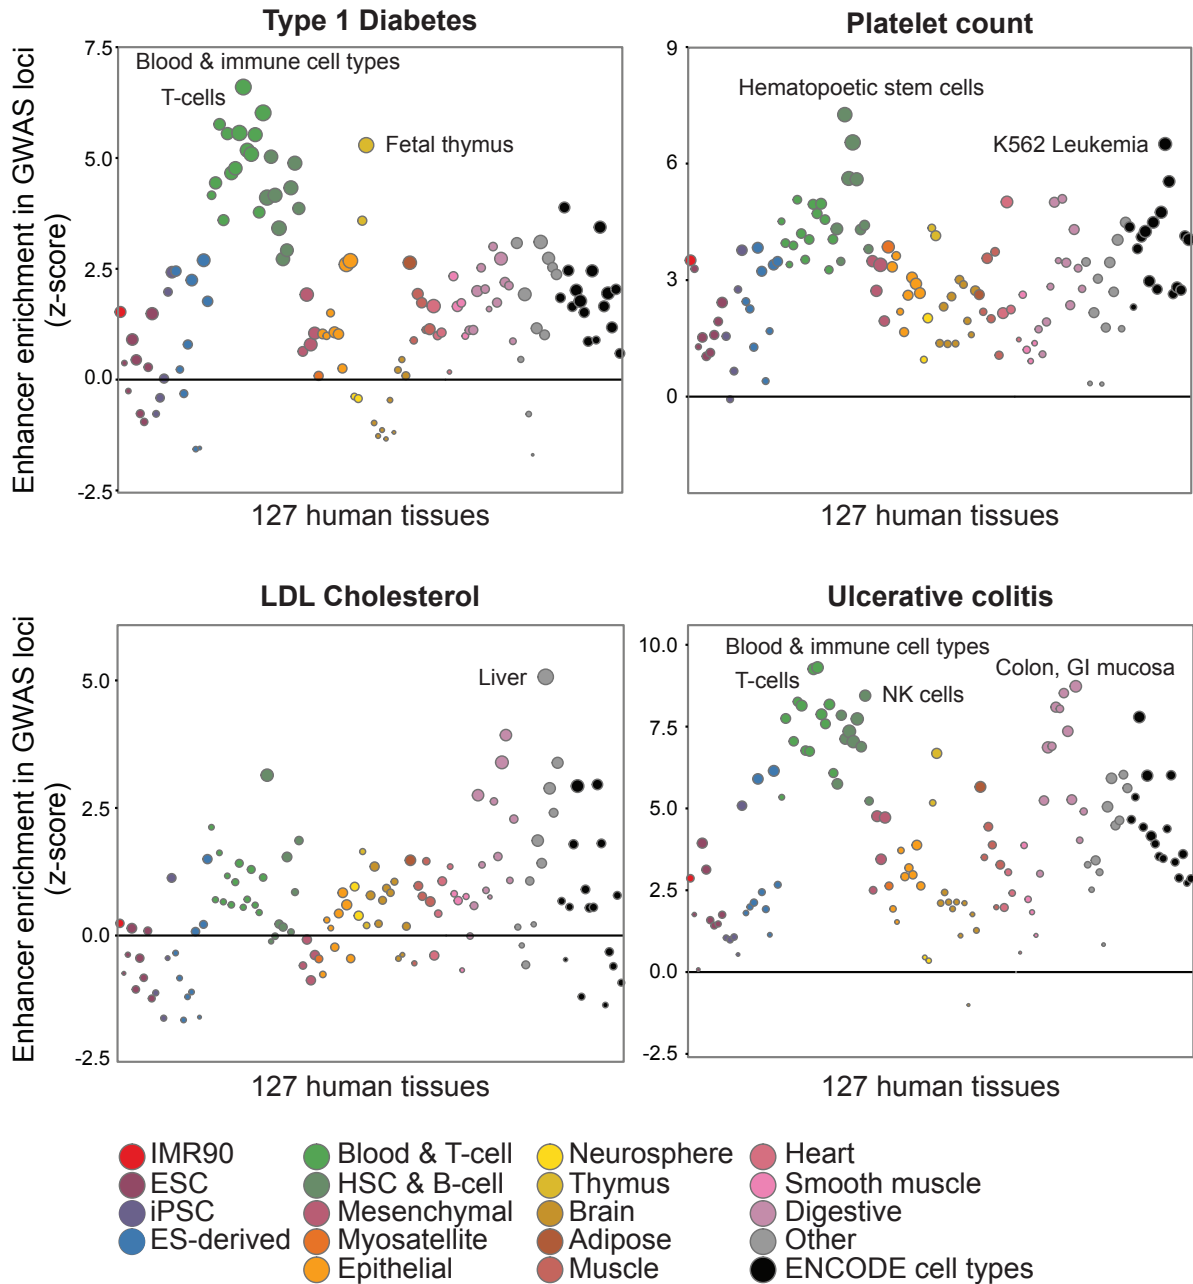 Type 1 Diabetes
Enhancer enrichment in GWAS loci
(z-score)
7.5
5.0
2.5
0.0
-2.5
Blood & immune cell types
T-cells
Fetal thymus
127 human tissues
Platelet count
9
6
3
0
Hematopoetic stem cells
K562 Leukemia
127 human tissues
LDL Cholesterol
Enhancer enrichment in GWAS loci
(z-score)
5.0
2.5
0.0
-2.5
Liver
127 human tissues
Ulcerative colitis
10.0
7.5
5.0
2.5
0.0
-2.5
Blood & immune cell types
T-cells
NK cells
Colon, GI mucosa
127 human tissues
IMR90
ESC
iPSC
ES-derived
Blood & T-cell
HSC & B-cell
Mesenchymal
Myosatellite
Epithelial
Neurosphere
Thymus
Brain
Adipose
Muscle
Heart
Smooth muscle
Digestive
Other
ENCODE cell types